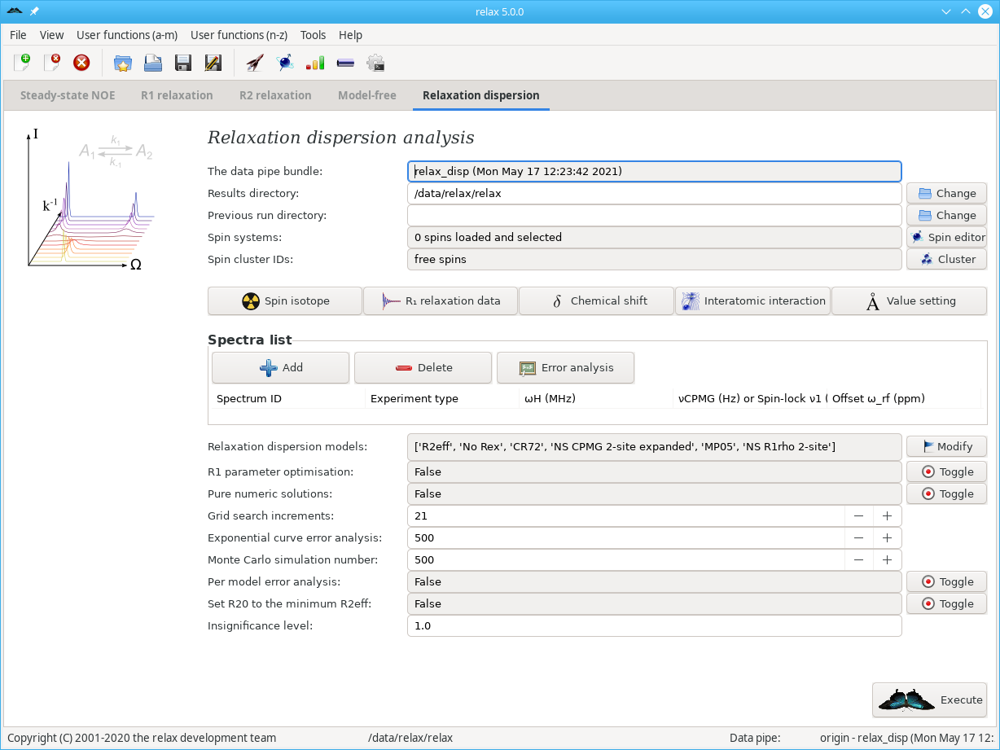 relax 5.0.0
File View User functions (a-m) User functions (n-z) Tools Help
Steady-state NOE R1 relaxation R2 relaxation Model-free Relaxation dispersion
I
k₁
A₁ A₂
k₋₁
k⁻¹
Ω
Relaxation dispersion analysis
The data pipe bundle: relax_disp (Mon May 17 12:23:42 2021)
Results directory: /data/relax/relax Change
Previous run directory: Change
Spin systems: 0 spins loaded and selected Spin editor
Spin cluster IDs: free spins Cluster
Spin isotope R₁ relaxation data δ Chemical shift Interatomic interaction Å Value setting
Spectra list
Add Delete Error analysis
Spectrum ID Experiment type ωH (MHz) νCPMG (Hz) or Spin-lock ν1 ( Offset ω_rf (ppm)
Relaxation dispersion models: ['R2eff', 'No Rex', 'CR72', 'NS CPMG 2-site expanded', 'MP05', 'NS R1rho 2-site'] Modify
R1 parameter optimisation: False Toggle
Pure numeric solutions: False Toggle
Grid search increments: 21 − +
Exponential curve error analysis: 500 − +
Monte Carlo simulation number: 500 − +
Per model error analysis: False Toggle
Set R20 to the minimum R2eff: False Toggle
Insignificance level: 1.0
Execute
Copyright (C) 2001-2020 the relax development team /data/relax/relax Data pipe: origin - relax_disp (Mon May 17 12: